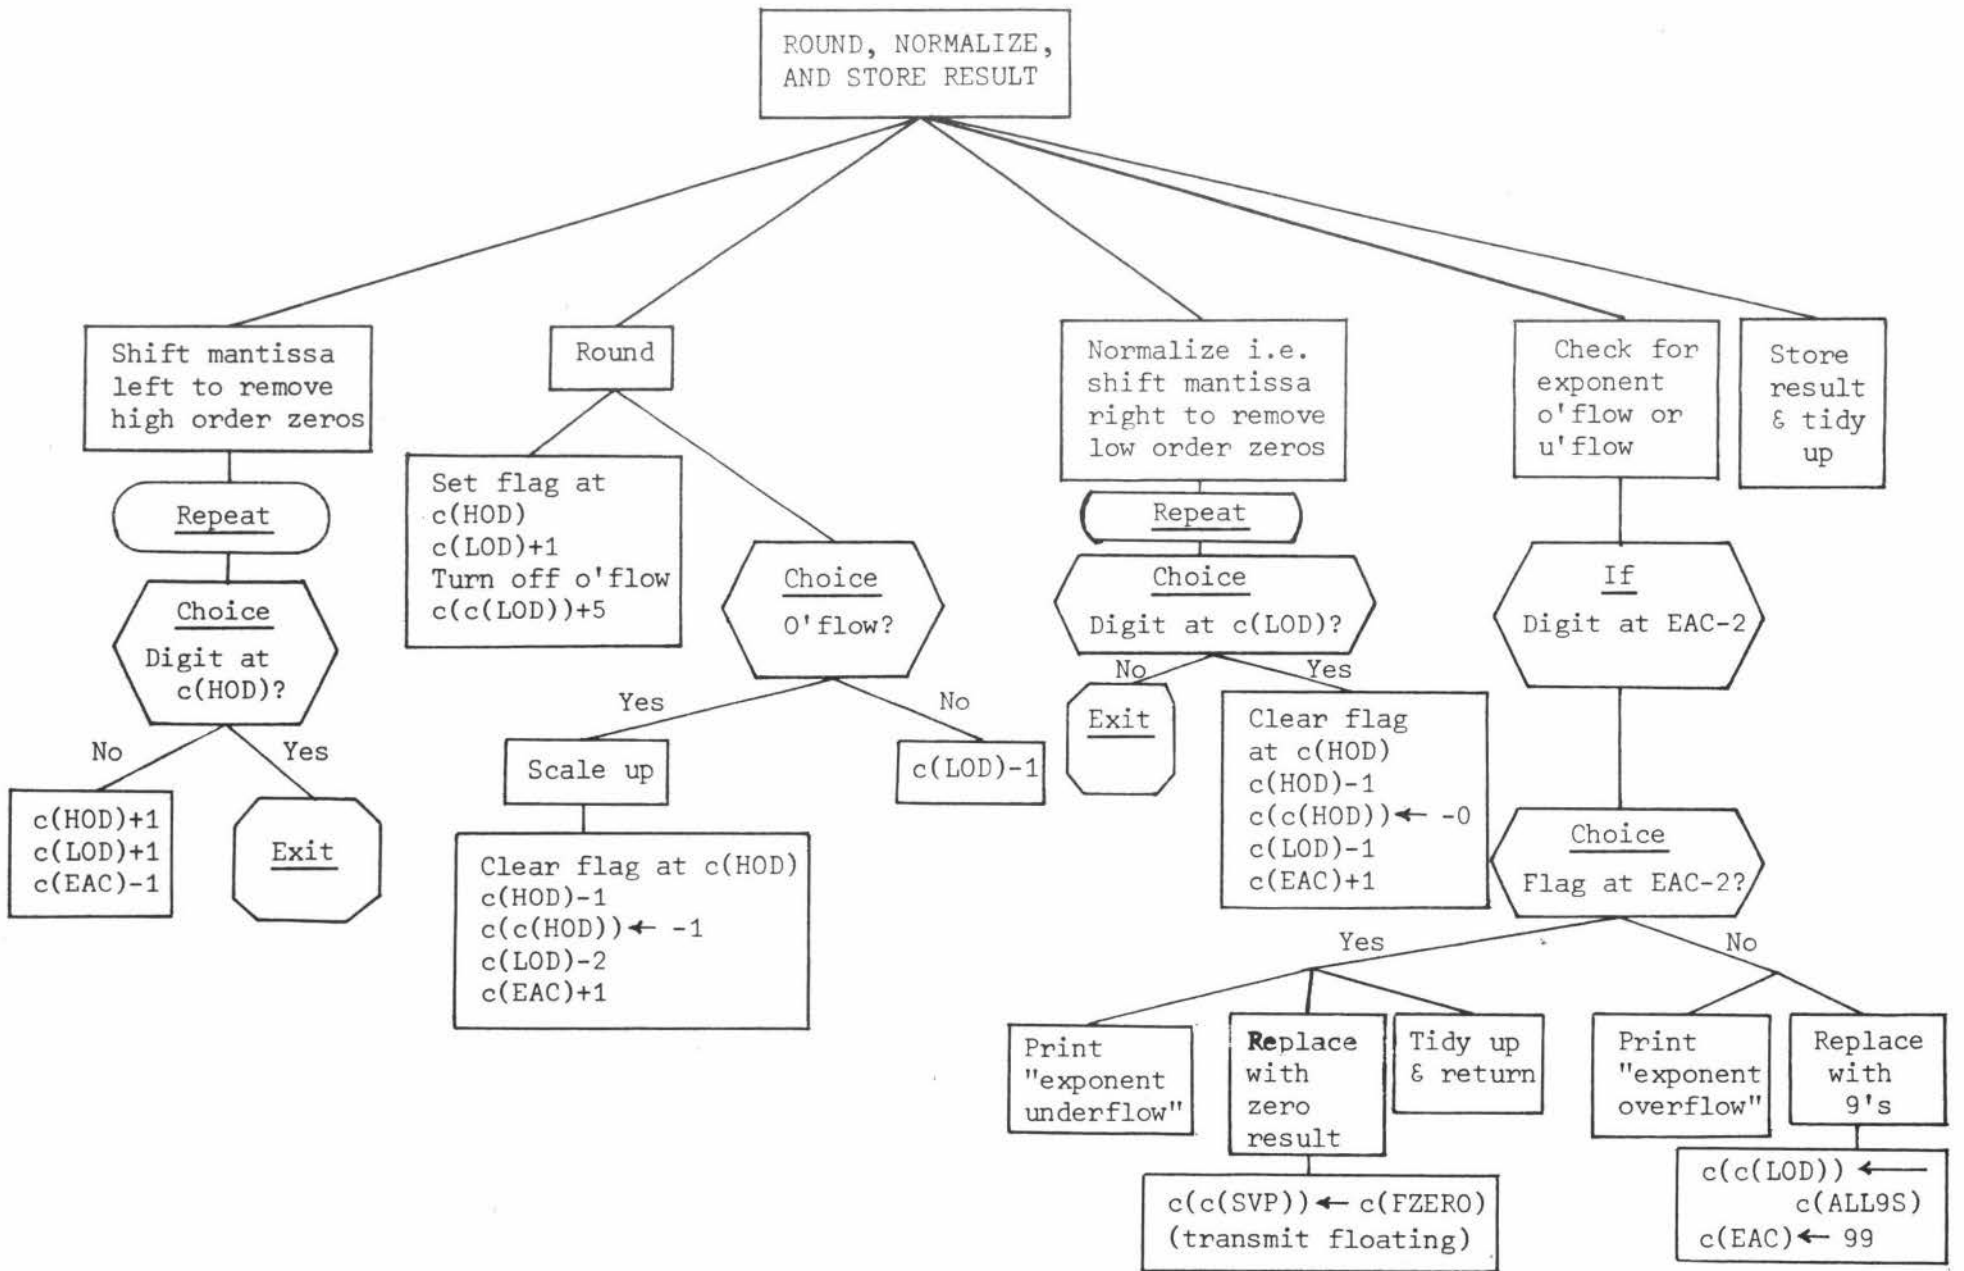 ROUND, NORMALIZE,
AND STORE RESULT
Shift mantissa
left to remove
high order zeros
Repeat
Choice
Digit at
c(HOD)?
No
Yes
c(HOD)+1
c(LOD)+1
c(EAC)-1
Exit
Round
Set flag at
c(HOD)
c(LOD)+1
Turn off o'flow
c(c(LOD))+5
Choice
O'flow?
Yes
No
Scale up
c(LOD)-1
Clear flag at c(HOD)
c(HOD)-1
c(c(HOD))← -1
c(LOD)-2
c(EAC)+1
Normalize i.e.
shift mantissa
right to remove
low order zeros
Repeat
Choice
Digit at c(LOD)?
No
Yes
Exit
Clear flag
at c(HOD)
c(HOD)-1
c(c(HOD))← -0
c(LOD)-1
c(EAC)+1
Check for
exponent
o'flow or
u'flow
If
Digit at EAC-2
Choice
Flag at EAC-2?
Yes
No
Print
"exponent
underflow"
Replace
with
zero
result
c(c(SVP))← c(FZERO)
(transmit floating)
Tidy up
& return
Print
"exponent
overflow"
Replace
with
9's
c(c(LOD)) ←
c(ALL9S)
c(EAC)← 99
Store
result
& tidy
up